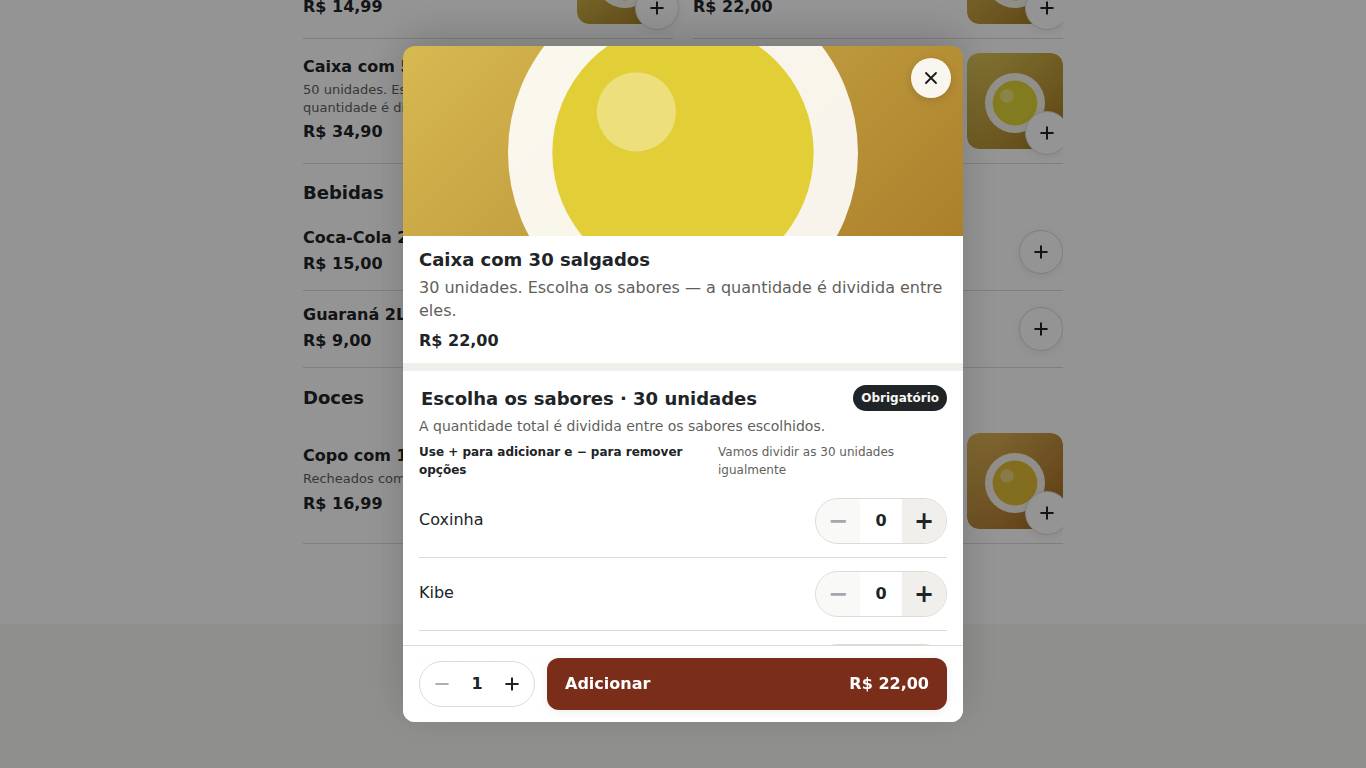 R$ 14,99
R$ 22,00
Caixa com
50 unidades. Es
quantidade é d
R$ 34,90
Bebidas
Coca-Cola 2
R$ 15,00
Guaraná 2L
R$ 9,00
Doces
Copo com 1
Recheados com
R$ 16,99
Caixa com 30 salgados
30 unidades. Escolha os sabores — a quantidade é dividida entre
eles.
R$ 22,00
Escolha os sabores · 30 unidades
Obrigatório
A quantidade total é dividida entre os sabores escolhidos.
Use + para adicionar e − para remover
opções
Vamos dividir as 30 unidades
igualmente
Coxinha
− 0 +
Kibe
− 0 +
− 1 +
Adicionar R$ 22,00